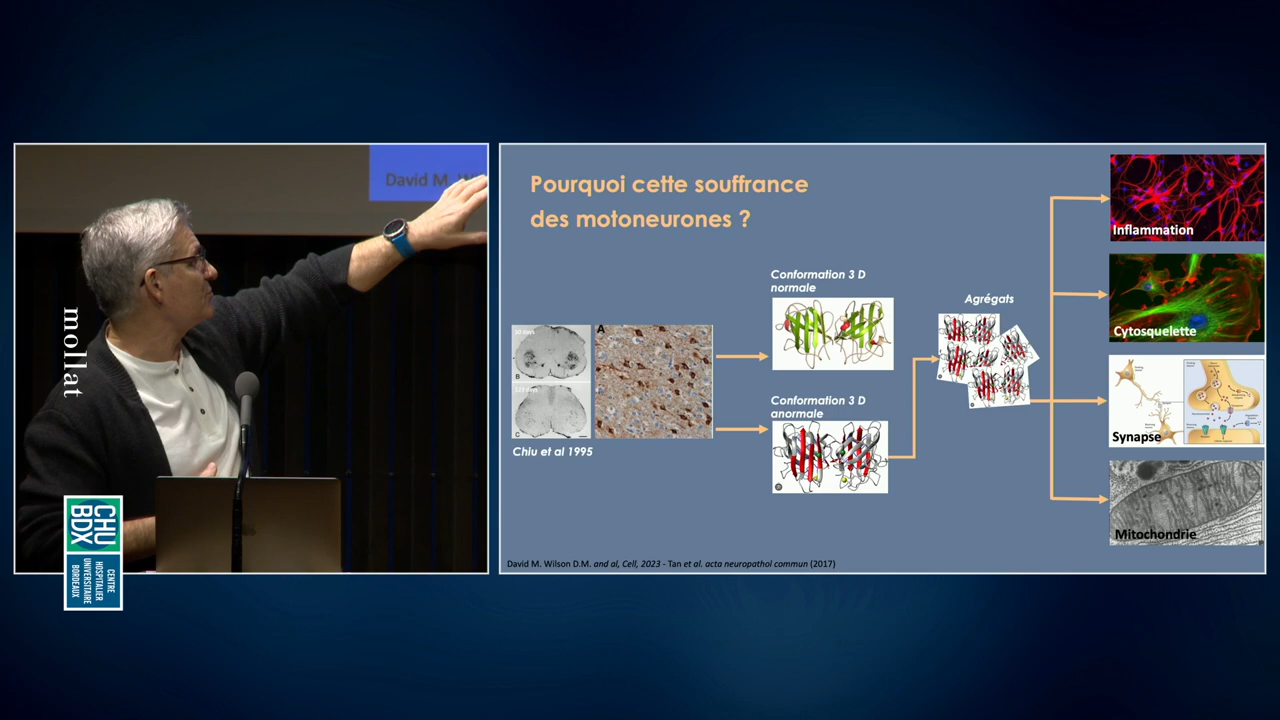 David M.
molat
CHU
BDX
CENTRE
HOSPITALIER
UNIVERSITAIRE
BORDEAUX
Pourquoi cette souffrance
des motoneurones ?
Conformation 3 D
normale
Agrégats
A
B
C
Chiu et al 1995
Conformation 3 D
anormale
Inflammation
Cytosquelette
Synapse
Mitochondrie
David M. Wilson D.M. and al, Cell, 2023 - Tan et al. acta neuropathol commun (2017)